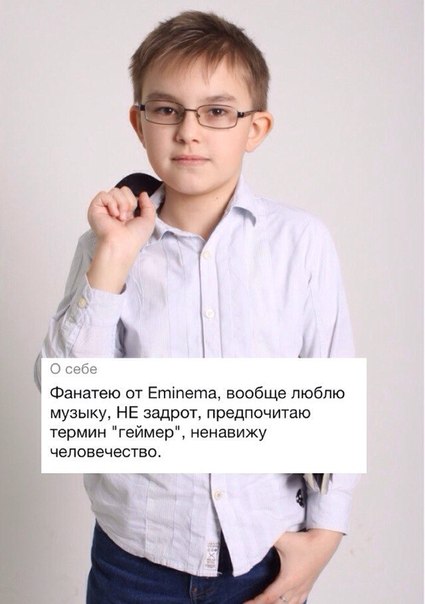 О себе
Фанатею от Eminema, вообще люблю
музыку, НЕ задрот, предпочитаю
термин "геймер", ненавижу
человечество.